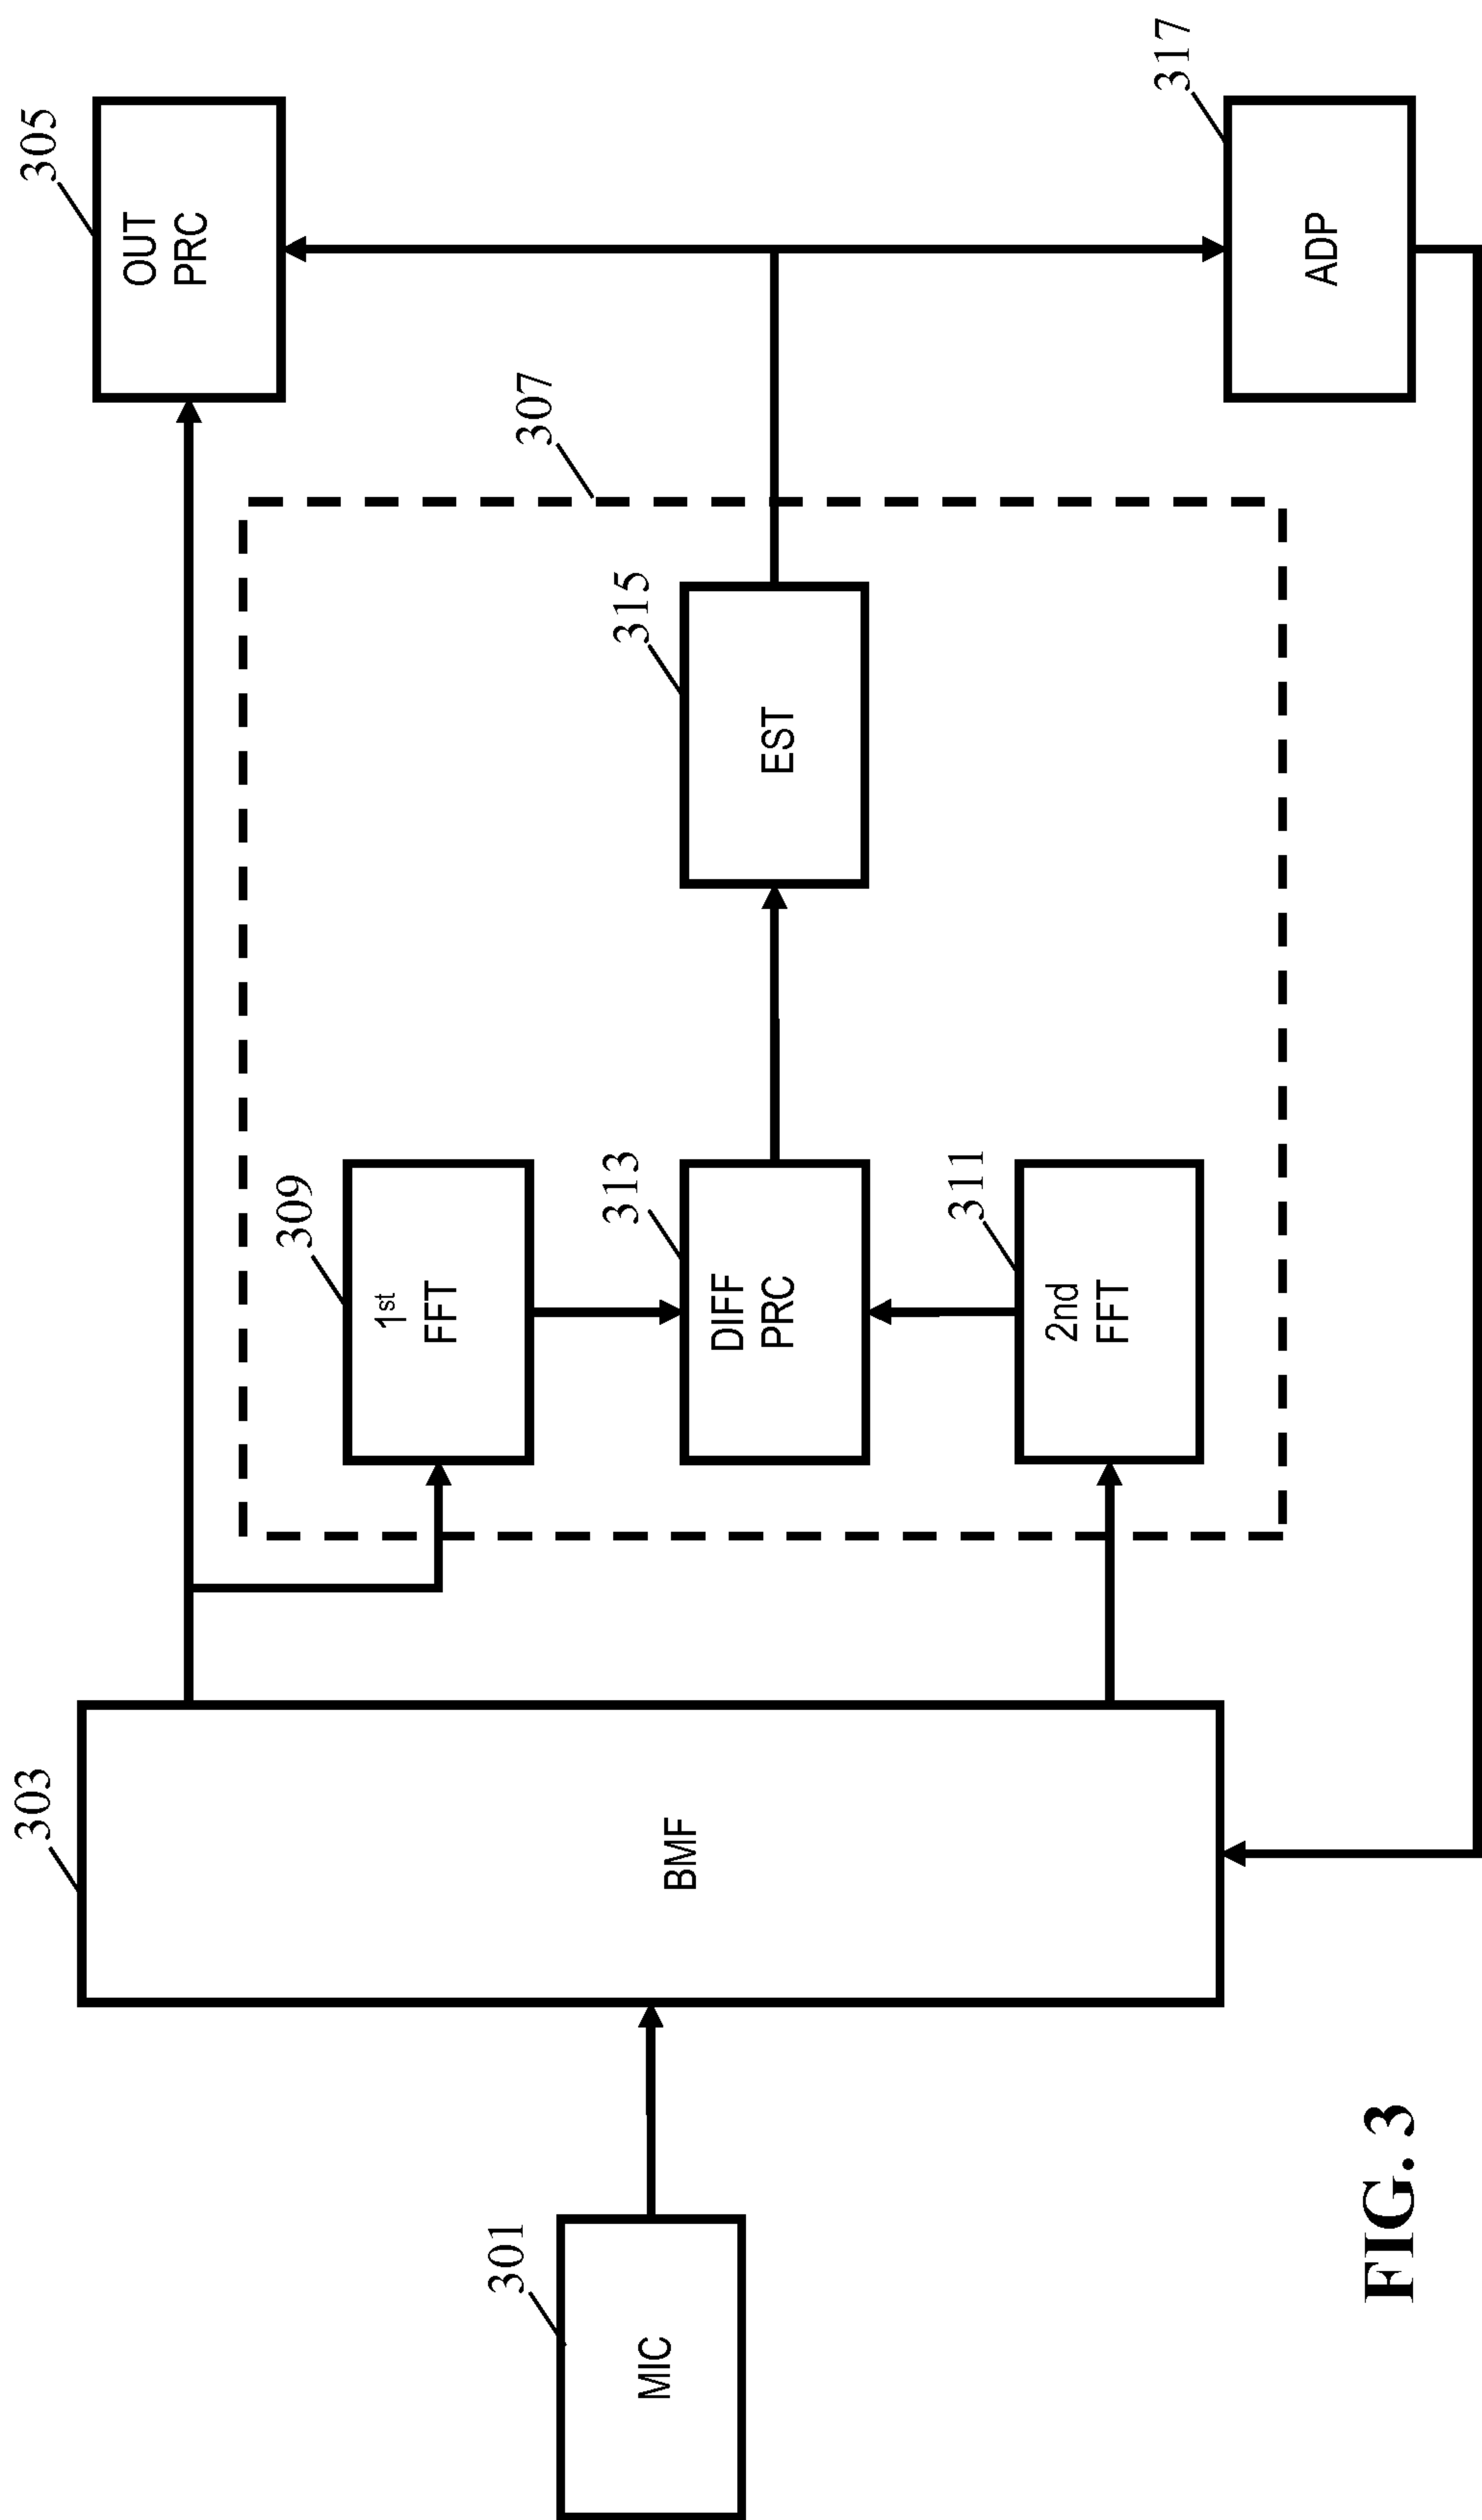 305
317
OUT
PRC
ADP
307
315
EST
309
1st
FFT
313
DIFF
PRC
311
2nd
FFT
303
BMF
301
MIC
FIG. 3